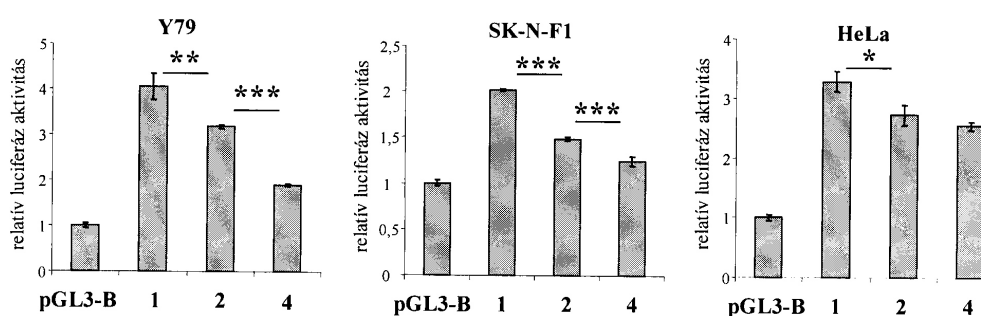 Y79
relatív luciferáz aktivitás
5
4
3
2
1
0
**
***
pGL3-B 1 2 4
SK-N-F1
relatív luciferáz aktivitás
2,5
2
1,5
1
0,5
0
***
***
pGL3-B 1 2 4
HeLa
relatív luciferáz aktivitás
4
3
2
1
0
*
pGL3-B 1 2 4